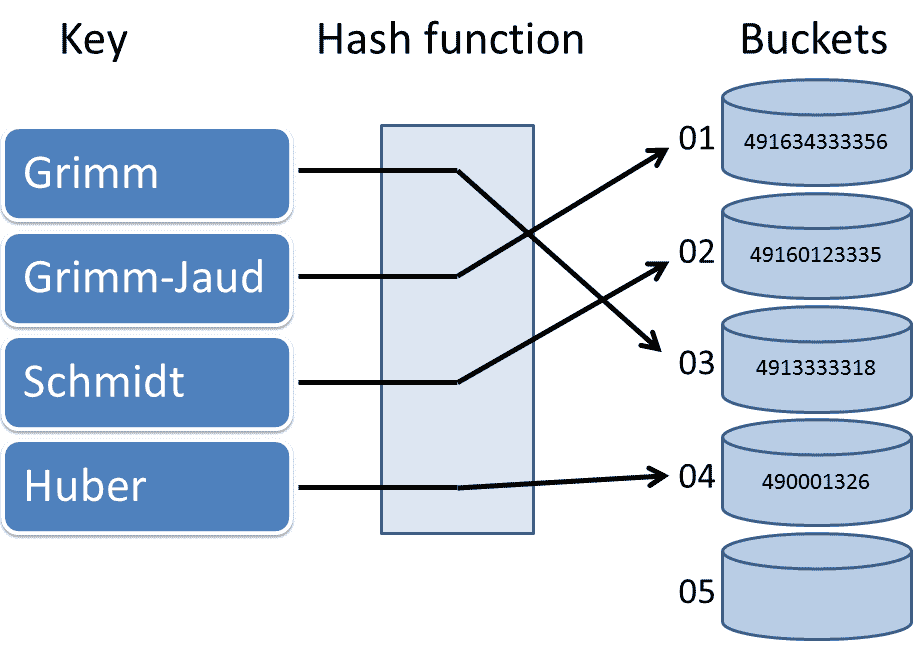 Key
Hash function
Buckets
Grimm
Grimm-Jaud
Schmidt
Huber
01
491634333356
02
49160123335
03
4913333318
04
490001326
05